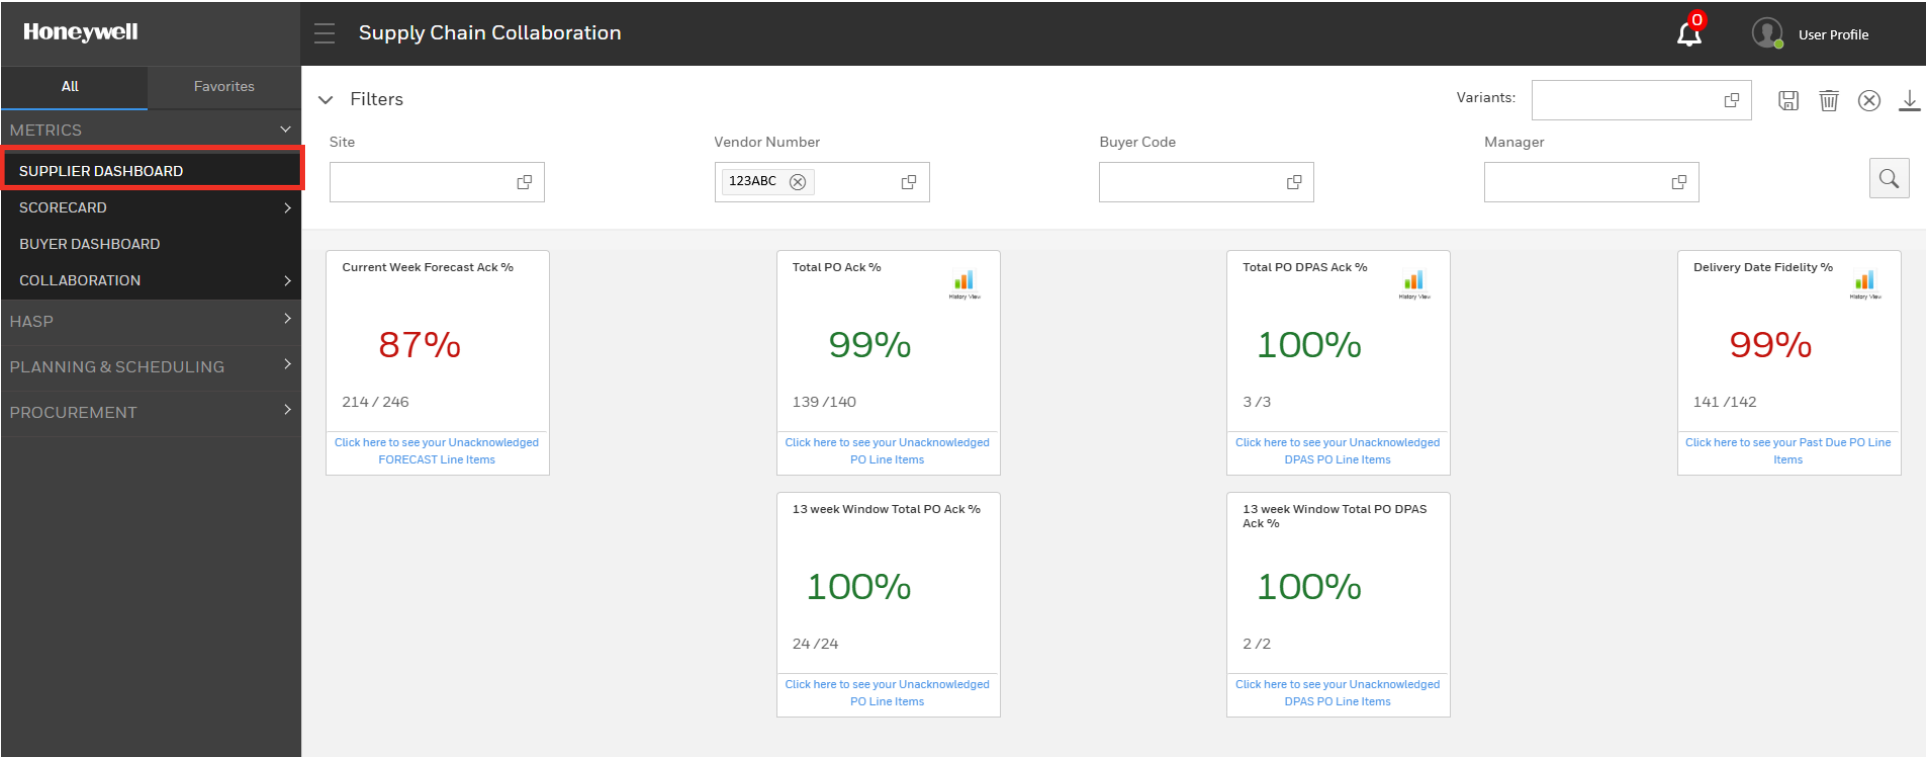 Honeywell
Supply Chain Collaboration
0
User Profile
All
Favorites
METRICS
SUPPLIER DASHBOARD
SCORECARD
BUYER DASHBOARD
COLLABORATION
HASP
PLANNING & SCHEDULING
PROCUREMENT
Filters
Variants:
Site
Vendor Number
Buyer Code
Manager
123ABC
Current Week Forecast Ack %
87%
214 / 246
Click here to see your Unacknowledged
FORECAST Line Items
Total PO Ack %
History View
99%
139 /140
Click here to see your Unacknowledged
PO Line Items
Total PO DPAS Ack %
History View
100%
3 /3
Click here to see your Unacknowledged
DPAS PO Line Items
Delivery Date Fidelity %
History View
99%
141 /142
Click here to see your Past Due PO Line
Items
13 week Window Total PO Ack %
100%
24 /24
Click here to see your Unacknowledged
PO Line Items
13 week Window Total PO DPAS
Ack %
100%
2 /2
Click here to see your Unacknowledged
DPAS PO Line Items